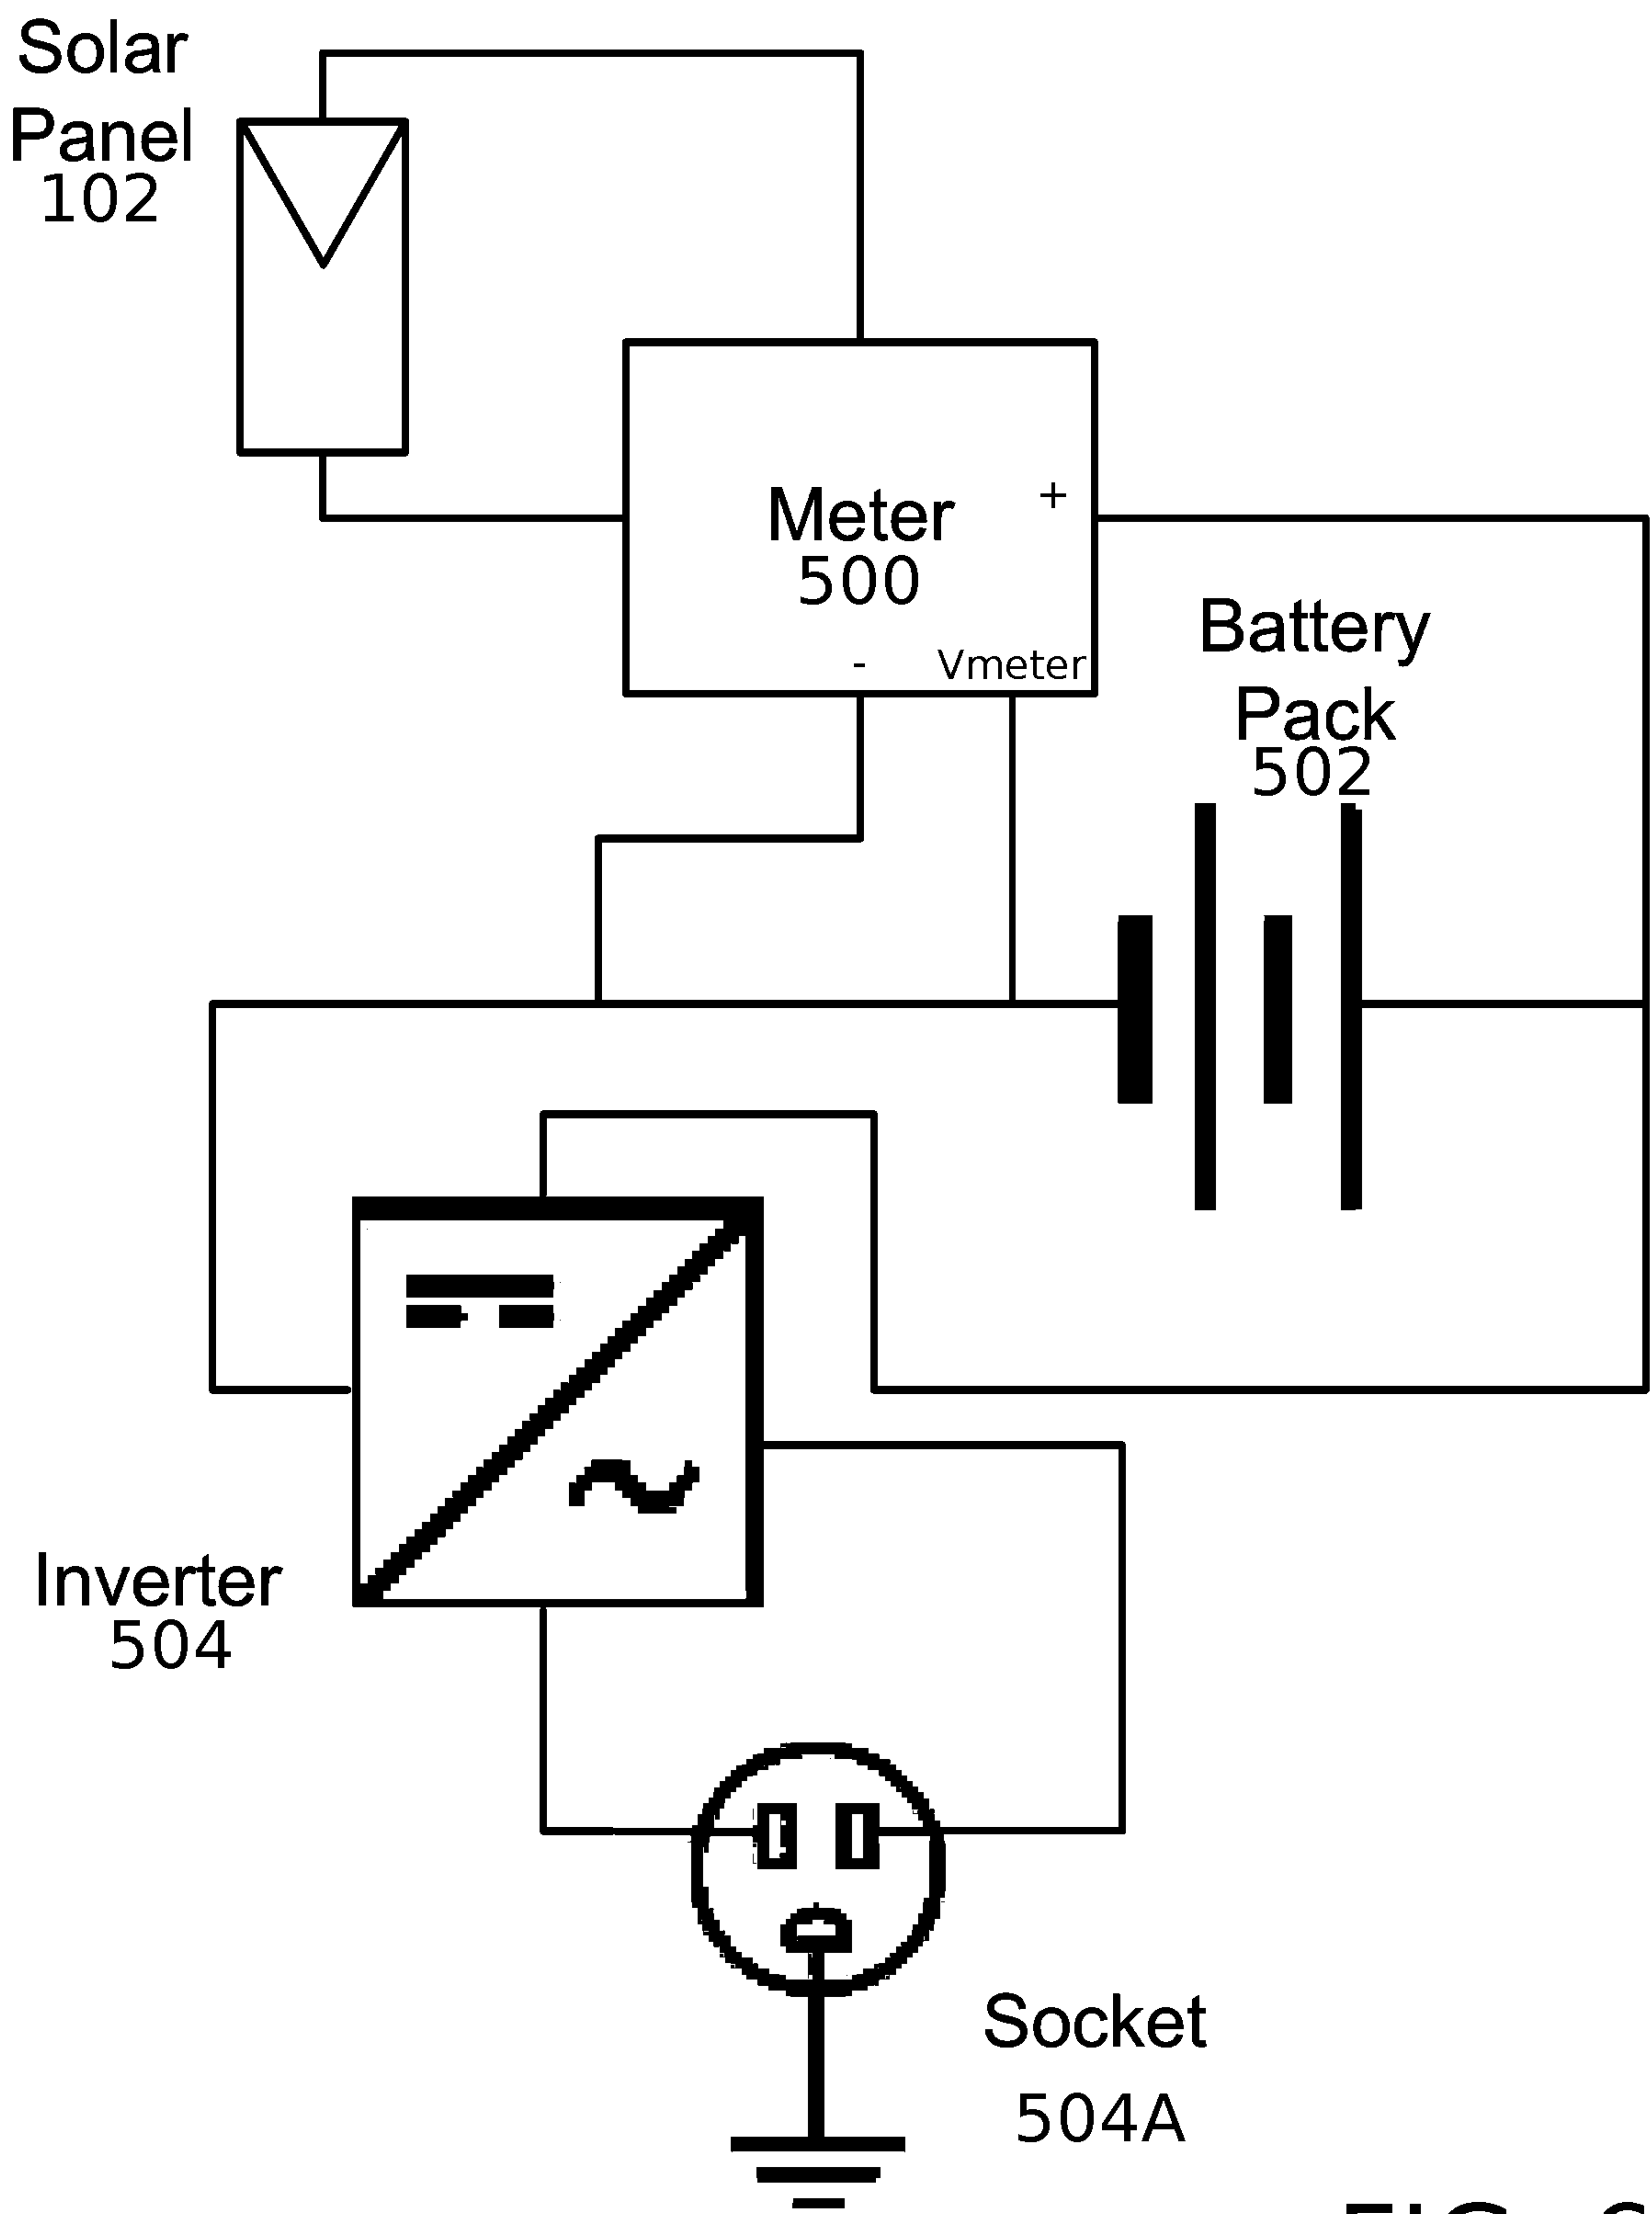 Solar
Panel
102
Meter
500
+
-
Vmeter
Battery
Pack
502
Inverter
504
Socket
504A